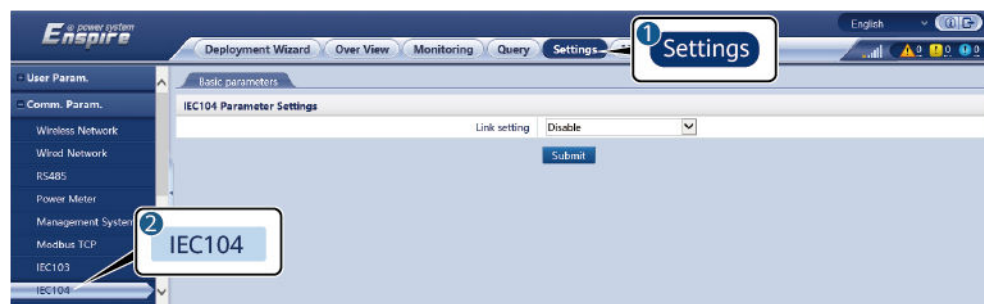 Enspire
power system
English
Deployment Wizard
Over View
Monitoring
Query
Settings
1
Settings
User Param.
Basic parameters
Comm. Param.
IEC104 Parameter Settings
Wireless Network
Link setting
Disable
Wired Network
Submit
RS485
Power Meter
Management System
2
IEC104
Modbus TCP
IEC103
IEC104